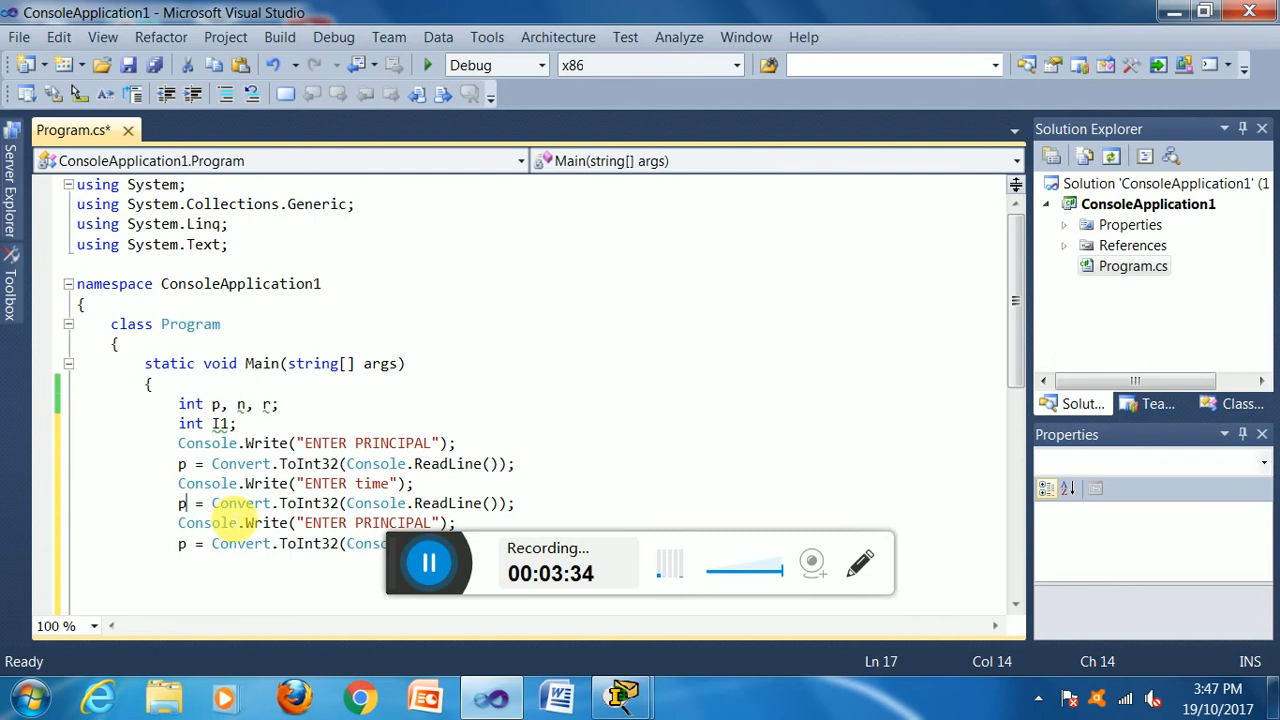 ConsoleApplication1 - Microsoft Visual Studio
File Edit View Refactor Project Build Debug Team Data Tools Architecture Test Analyze Window Help
Debug x86
Program.cs* Solution Explorer
ConsoleApplication1.Program Main(string[] args)
Server Explorer
Toolbox
using System;
using System.Collections.Generic;
using System.Linq;
using System.Text;
namespace ConsoleApplication1
{
class Program
{
static void Main(string[] args)
{
int p, n, r;
int I1;
Console.Write("ENTER PRINCIPAL");
p = Convert.ToInt32(Console.ReadLine());
Console.Write("ENTER time");
p = Convert.ToInt32(Console.ReadLine());
Console.Write("ENTER PRINCIPAL");
p = Convert.ToInt32(Cons
Recording...
00:03:34
Solution 'ConsoleApplication1' (1
ConsoleApplication1
Properties
References
Program.cs
Solut... Tea... Class...
Properties
100 %
Ready Ln 17 Col 14 Ch 14 INS
3:47 PM
19/10/2017